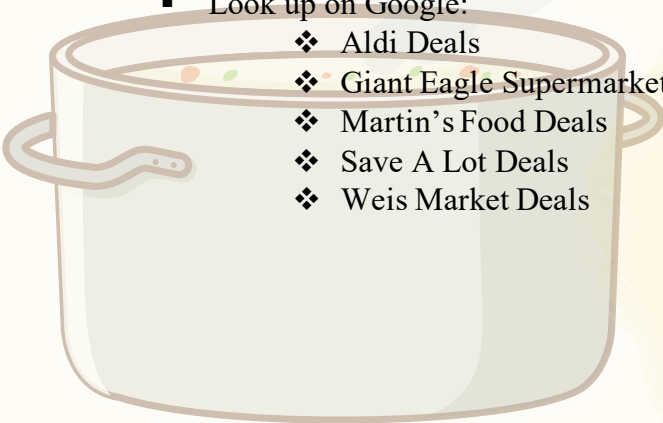 ▪ Look up on Google:
❖ Aldi Deals
❖ Giant Eagle Supermarket
❖ Martin’s Food Deals
❖ Save A Lot Deals
❖ Weis Market Deals